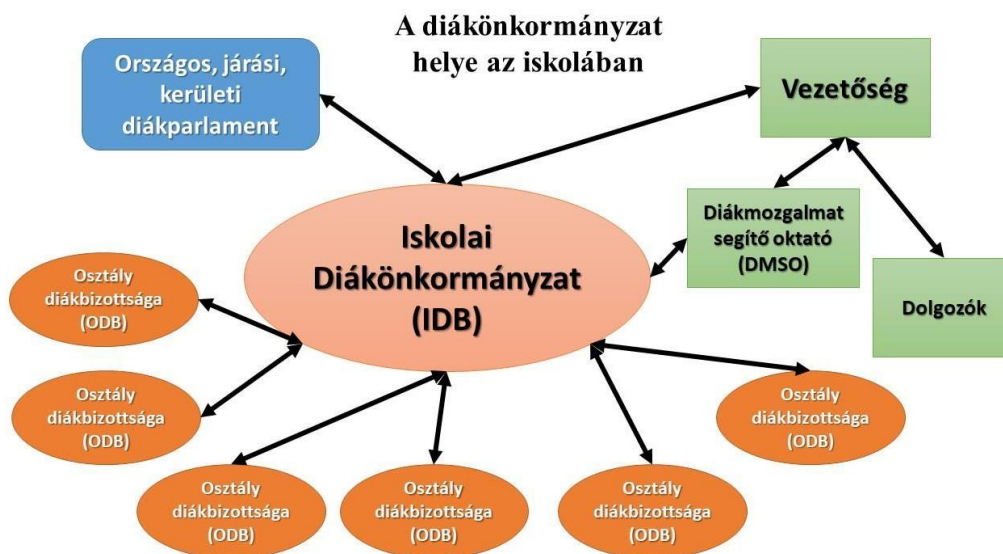 A diákönkormányzat
helye az iskolában
Országos, járási,
kerületi
diákparlament
Vezetőség
Diákmozgalmat
segítő oktató
(DMSO)
Dolgozók
Iskolai
Diákönkormányzat
(IDB)
Osztály
diákbizottsága
(ODB)
Osztály
diákbizottsága
(ODB)
Osztály
diákbizottsága
(ODB)
Osztály
diákbizottsága
(ODB)
Osztály
diákbizottsága
(ODB)
Osztály
diákbizottsága
(ODB)